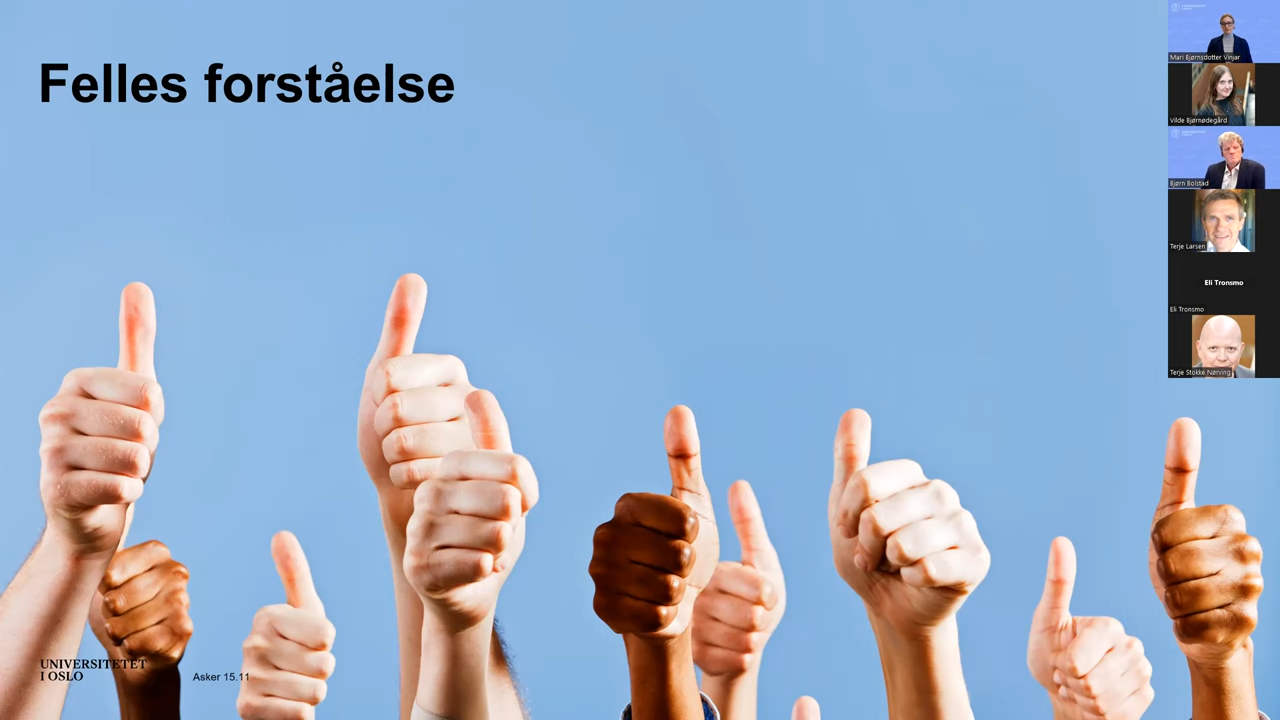 Felles forståelse
UNIVERSITETET
I OSLO
Asker 15.11
Mari Bjørnsdotter Vinjar
Vilde Bjørnødegård
Bjørn Bolstad
Terje Larsen
Eli Tronsmo
Eli Tronsmo
Terje Stokke Nørving